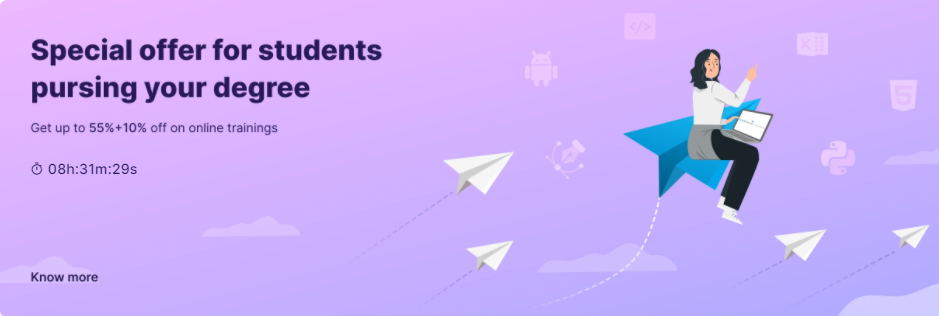 Special offer for students
pursing your degree
Get up to 55%+10% off on online trainings
08h:31m:29s
Know more